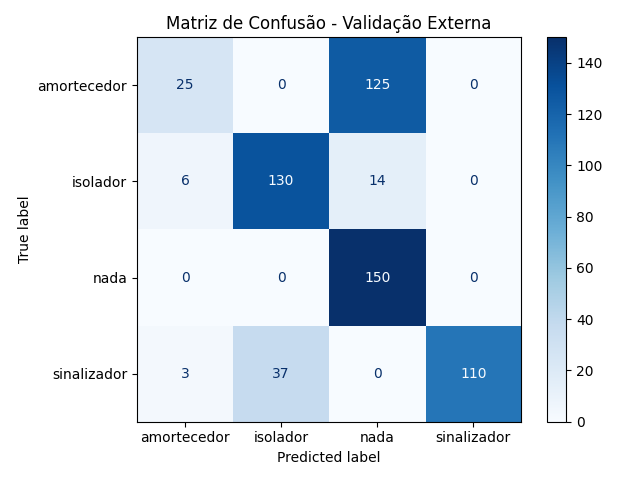 Matriz de Confusão - Validação Externa
amortecedor 25 0 125 0
isolador 6 130 14 0
nada 0 0 150 0
sinalizador 3 37 0 110
amortecedor isolador nada sinalizador
Predicted label
True label
140
120
100
80
60
40
20
0